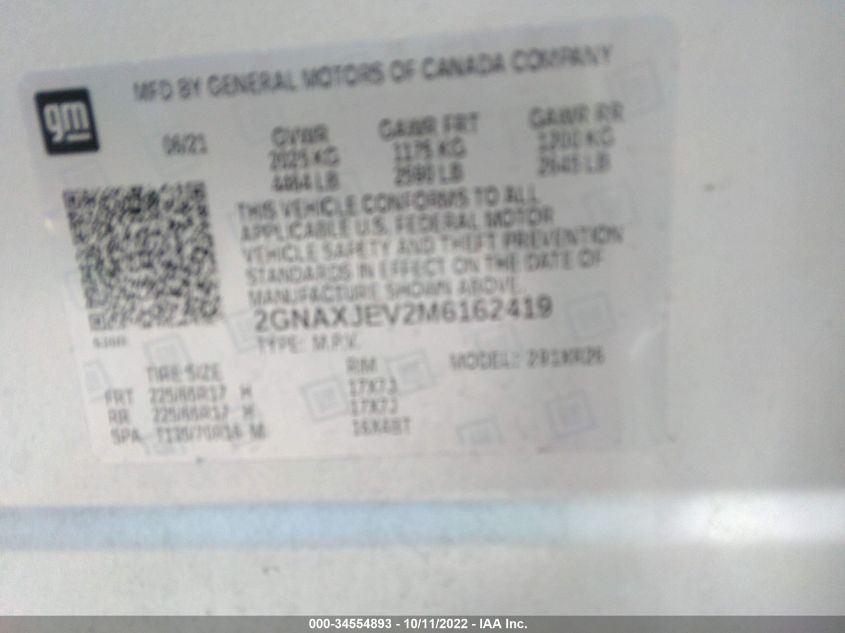 MFD BY GENERAL MOTORS OF CANADA COMPANY
gm
06/21
GVWR GAWR FRT GAWR RR
2025 KG 1175 KG 1200 KG
4464 LB 2590 LB 2645 LB
THIS VEHICLE CONFORMS TO ALL
APPLICABLE U.S. FEDERAL MOTOR
VEHICLE SAFETY AND THEFT PREVENTION
STANDARDS IN EFFECT ON THE DATE OF
MANUFACTURE SHOWN ABOVE.
2GNAXJEV2M6162419
TYPE: M.P.V.
MODEL:
TIRE SIZE RIM
FRT 225/65R17 H 17X7J
RR 225/65R17 H 17X7J
SPA T135/70R16 M
000-34554893 - 10/11/2022 - IAA Inc.